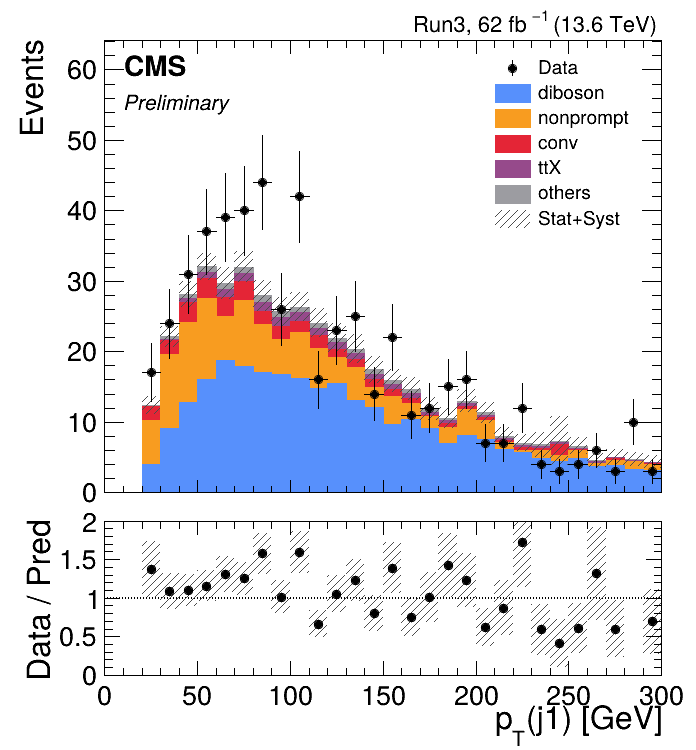 Run3, 62 fb⁻¹ (13.6 TeV)
CMS
Preliminary
Events
60
50
40
30
20
10
0
Data
diboson
nonprompt
conv
ttX
others
Stat+Syst
Data / Pred
2
1.5
1
0.5
0
0 50 100 150 200 250 300
p_T(j1) [GeV]